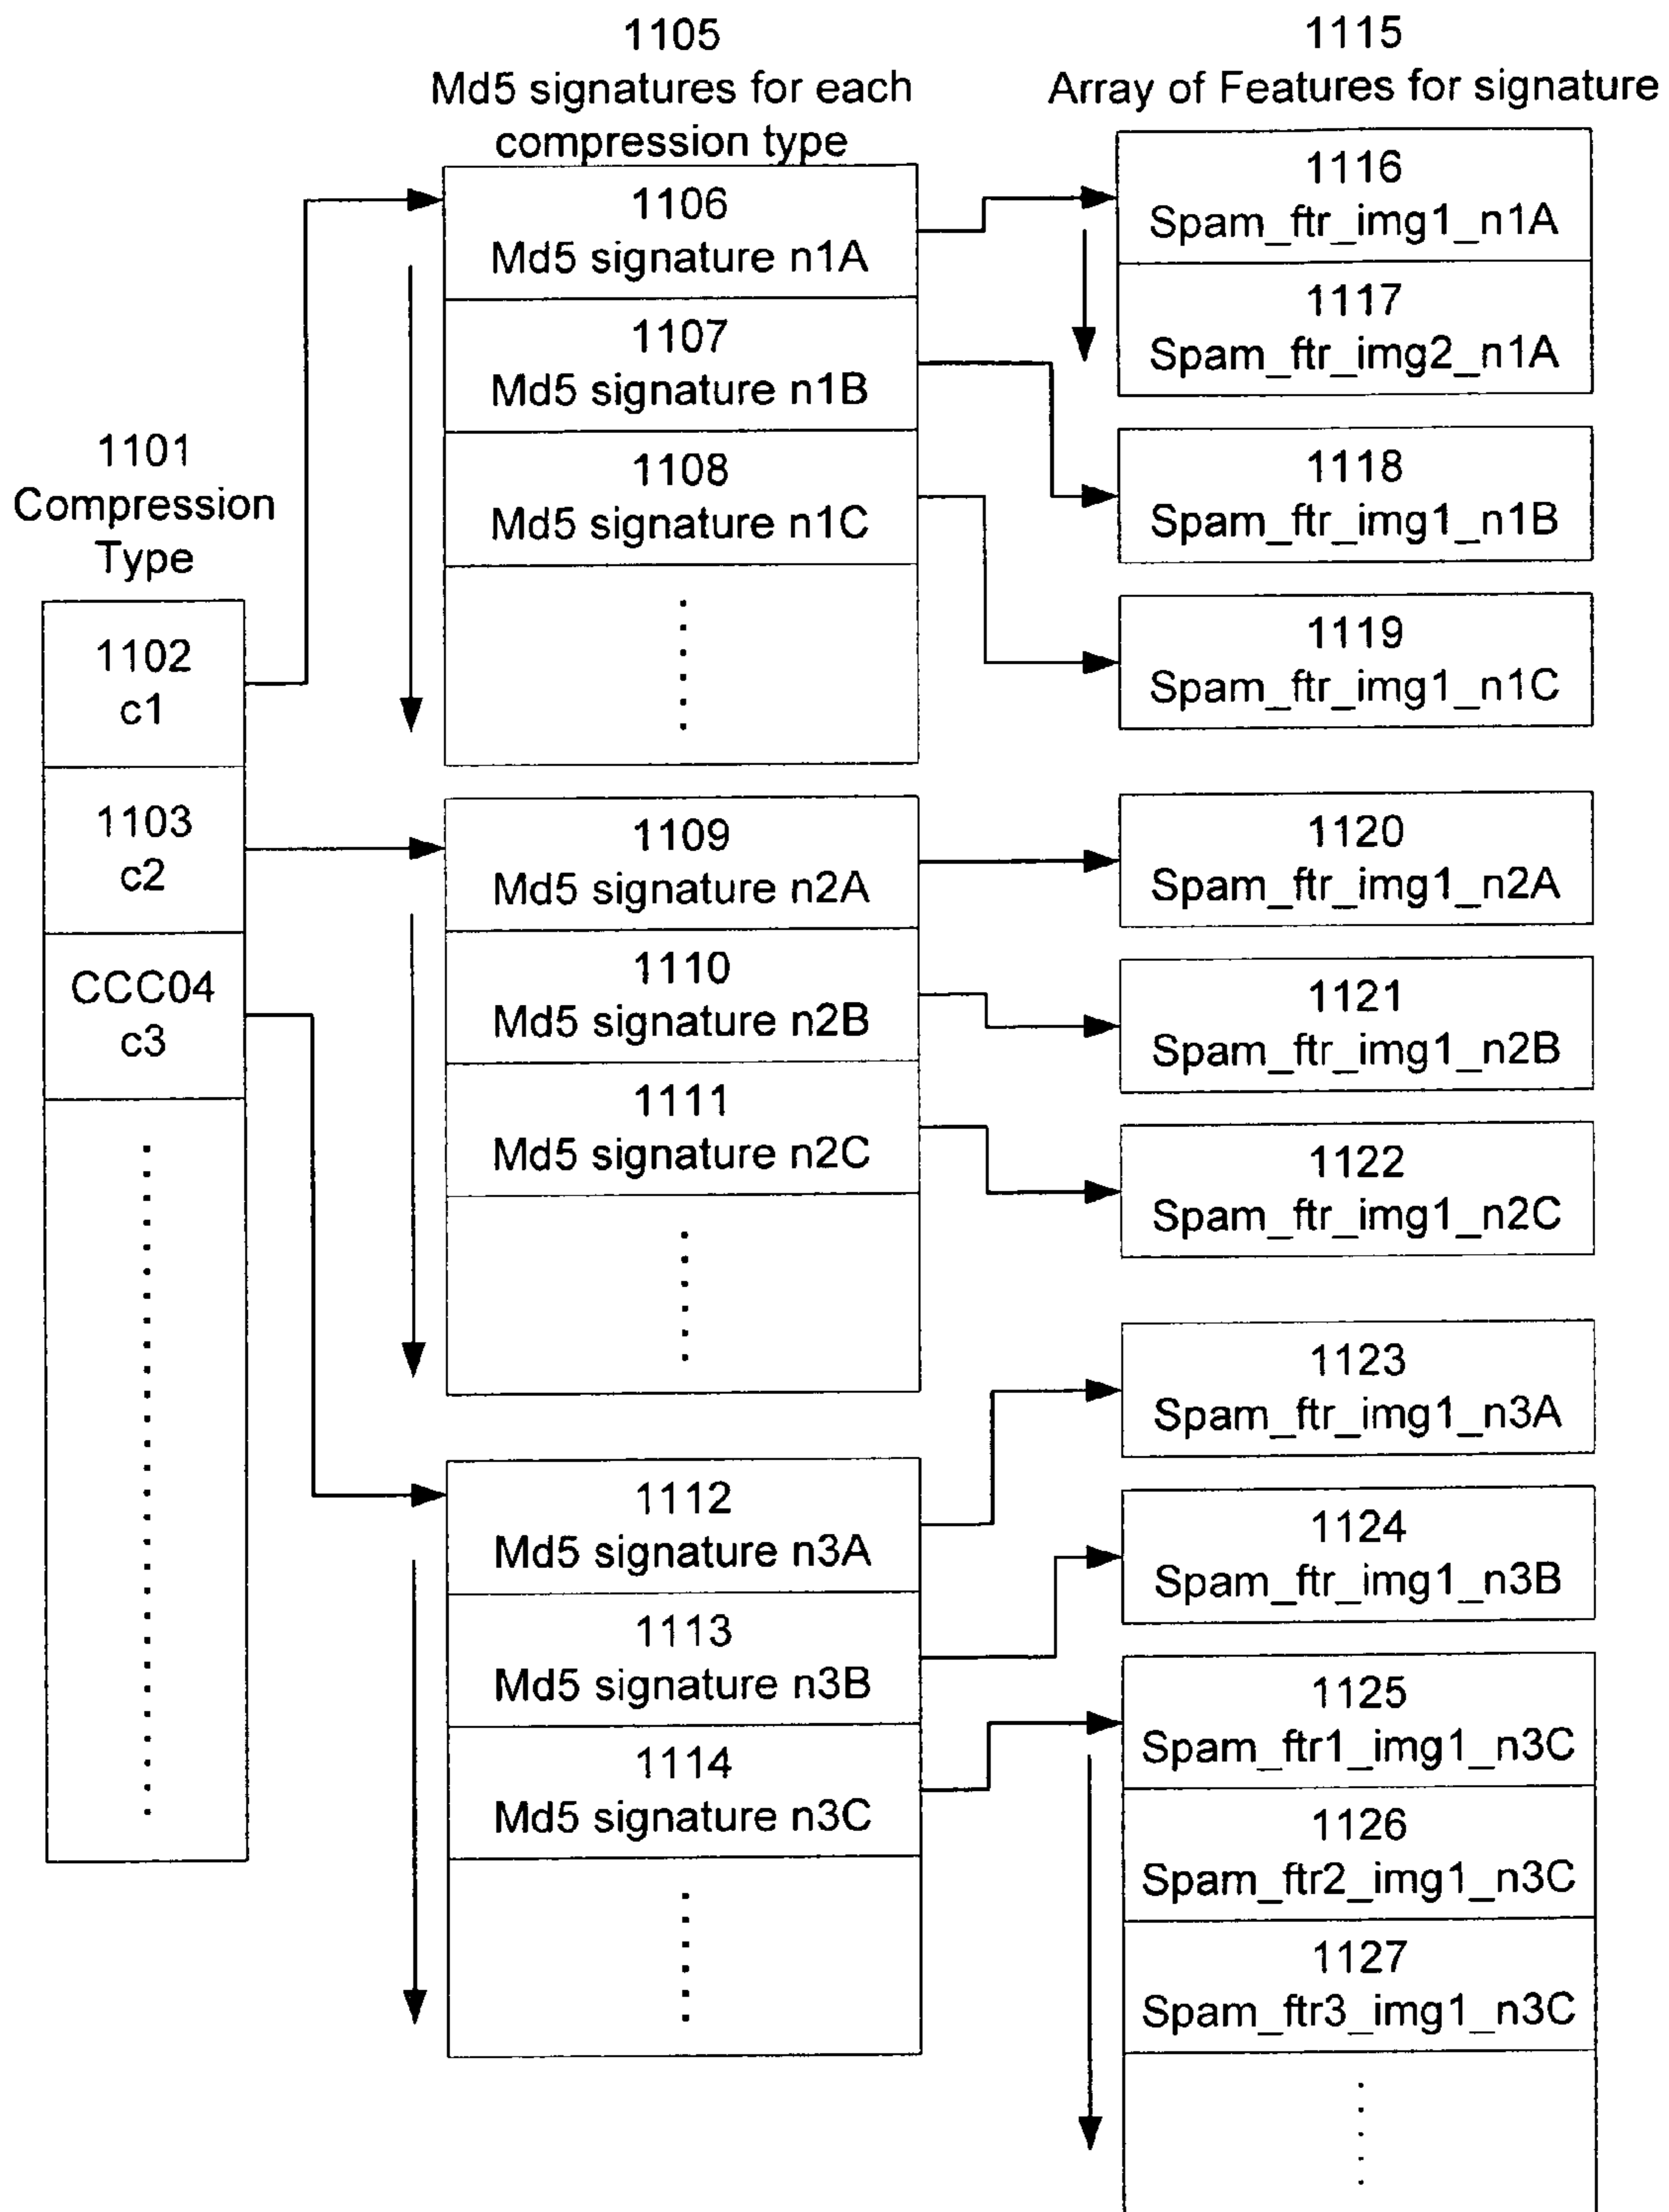 1105
Md5 signatures for each
compression type
1115
Array of Features for signature
1101
Compression
Type
1102
c1
1103
c2
CCC04
c3
1106
Md5 signature n1A
1107
Md5 signature n1B
1108
Md5 signature n1C
1109
Md5 signature n2A
1110
Md5 signature n2B
1111
Md5 signature n2C
1112
Md5 signature n3A
1113
Md5 signature n3B
1114
Md5 signature n3C
1116
Spam_ftr_img1_n1A
1117
Spam_ftr_img2_n1A
1118
Spam_ftr_img1_n1B
1119
Spam_ftr_img1_n1C
1120
Spam_ftr_img1_n2A
1121
Spam_ftr_img1_n2B
1122
Spam_ftr_img1_n2C
1123
Spam_ftr_img1_n3A
1124
Spam_ftr_img1_n3B
1125
Spam_ftr1_img1_n3C
1126
Spam_ftr2_img1_n3C
1127
Spam_ftr3_img1_n3C